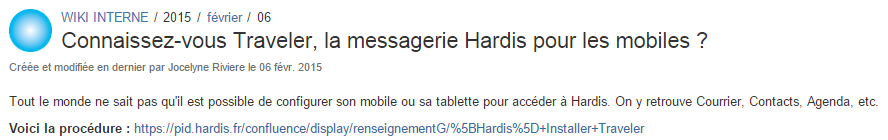 WIKI INTERNE / 2015 / février / 06
Connaissez-vous Traveler, la messagerie Hardis pour les mobiles ?
Créée et modifiée en dernier par Jocelyne Riviere le 06 févr. 2015
Tout le monde ne sait pas qu'il est possible de configurer son mobile ou sa tablette pour accéder à Hardis. On y retrouve Courrier, Contacts, Agenda, etc.
Voici la procédure : https://pid.hardis.fr/confluence/display/renseignementG/%5BHardis%5D+Installer+Traveler